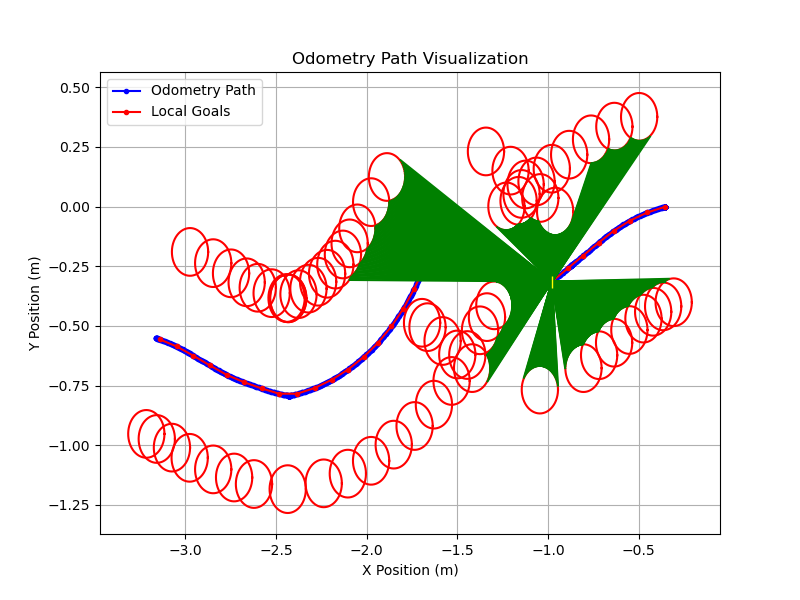 Odometry Path Visualization
Odometry Path
Local Goals
Y Position (m)
0.50
0.25
0.00
−0.25
−0.50
−0.75
−1.00
−1.25
−3.0 −2.5 −2.0 −1.5 −1.0 −0.5
X Position (m)